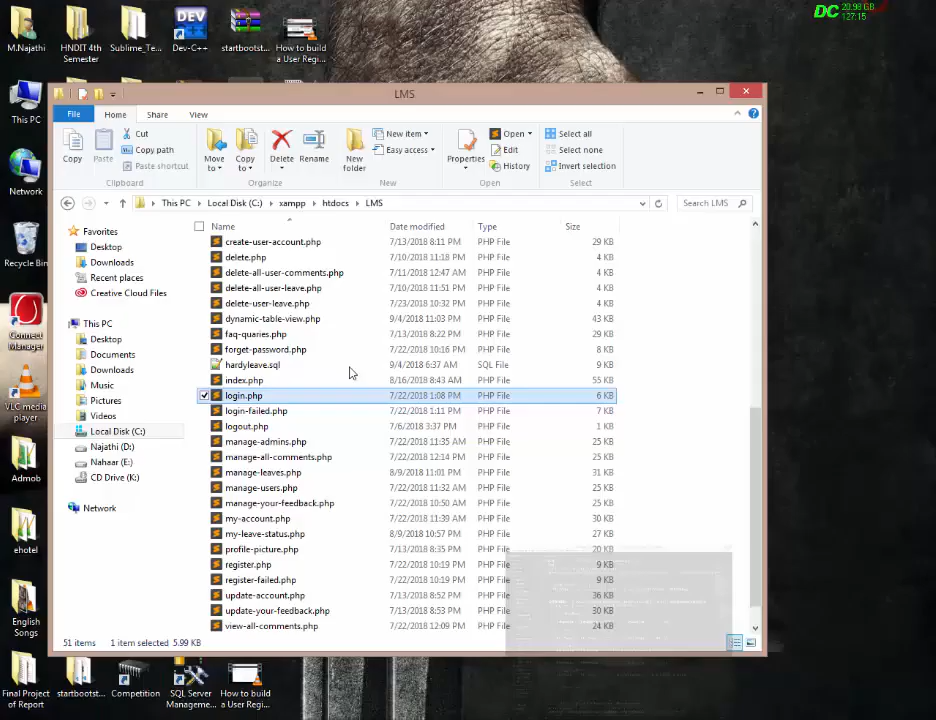 DC 20.98 GB
127:15
M.Najathi
HNDIT 4th
Semester
Sublime_Te...
DEV
Dev-C++
startbootst...
How to build
a User Regi...
This PC
Network
Recycle Bin
Connect
Manager
VLC media
player
Admob
ehotel
English
Songs
Final Project
of Report
startbootst...
Competition
SQL Server
Manageme...
How to build
a User Regi...
LMS
File
Home
Share
View
Copy
Paste
Cut
Copy path
Paste shortcut
Clipboard
Move
to
Copy
to
Delete
Rename
Organize
New
folder
New item
Easy access
New
Properties
Open
Edit
History
Open
Select all
Select none
Invert selection
Select
This PC
Local Disk (C:)
xampp
htdocs
LMS
Search LMS
Favorites
Desktop
Downloads
Recent places
Creative Cloud Files
This PC
Desktop
Documents
Downloads
Music
Pictures
Videos
Local Disk (C:)
Najathi (D:)
Nahaar (E:)
CD Drive (K:)
Network
Name Date modified Type Size
create-user-account.php 7/13/2018 8:11 PM PHP File 29 KB
delete.php 7/10/2018 11:18 PM PHP File 4 KB
delete-all-user-comments.php 7/11/2018 12:47 AM PHP File 4 KB
delete-all-user-leave.php 7/10/2018 11:51 PM PHP File 4 KB
delete-user-leave.php 7/23/2018 10:32 PM PHP File 4 KB
dynamic-table-view.php 9/4/2018 11:03 PM PHP File 43 KB
faq-quaries.php 7/13/2018 8:22 PM PHP File 29 KB
forget-password.php 7/22/2018 10:16 PM PHP File 8 KB
hardyleave.sql 9/4/2018 6:37 AM SQL File 9 KB
index.php 8/16/2018 8:43 AM PHP File 55 KB
login.php 7/22/2018 1:08 PM PHP File 6 KB
login-failed.php 7/22/2018 1:11 PM PHP File 7 KB
logout.php 7/6/2018 3:37 PM PHP File 1 KB
manage-admins.php 7/22/2018 11:35 AM PHP File 25 KB
manage-all-comments.php 7/22/2018 12:14 PM PHP File 25 KB
manage-leaves.php 8/9/2018 11:01 PM PHP File 31 KB
manage-users.php 7/22/2018 11:32 AM PHP File 25 KB
manage-your-feedback.php 7/22/2018 10:50 AM PHP File 25 KB
my-account.php 7/22/2018 11:39 AM PHP File 30 KB
my-leave-status.php 8/9/2018 10:57 PM PHP File 27 KB
profile-picture.php 7/13/2018 8:35 PM PHP File 20 KB
register.php 7/22/2018 10:19 PM PHP File 9 KB
register-failed.php 7/22/2018 10:19 PM PHP File 9 KB
update-account.php 7/13/2018 8:52 PM PHP File 36 KB
update-your-feedback.php 7/13/2018 8:53 PM PHP File 30 KB
view-all-comments.php 7/22/2018 12:09 PM PHP File 24 KB
51 items 1 item selected 5.99 KB